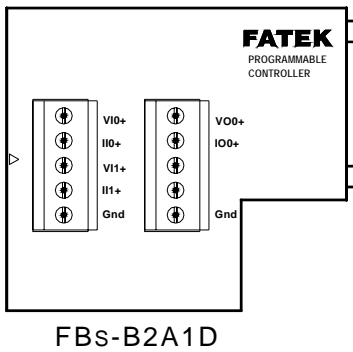 FATEK
PROGRAMMABLE
CONTROLLER
VI0+
II0+
VI1+
II1+
Gnd
VO0+
IO0+
Gnd
FBs-B2A1D